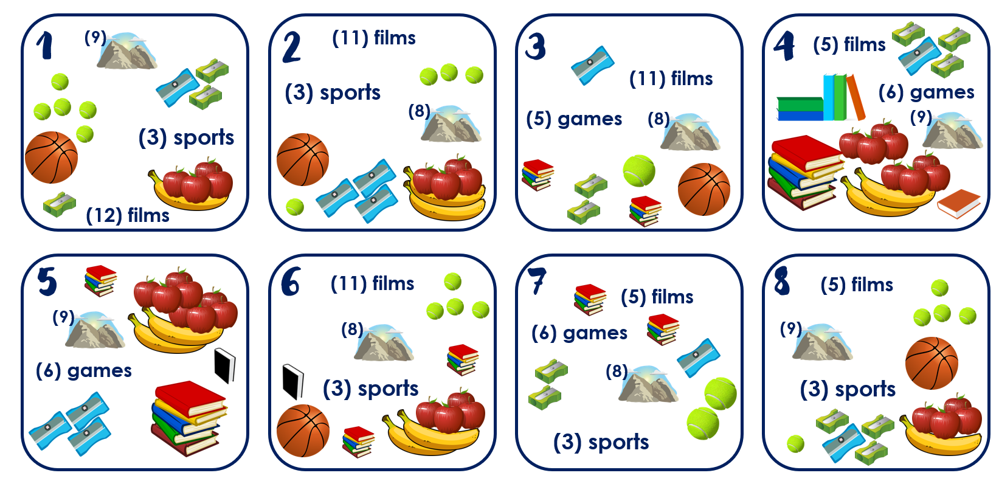 1
(9)
(3) sports
(12) films
2
(11) films
(3) sports
(8)
3
(11) films
(5) games
(8)
4
(5) films
(6) games
(9)
5
(9)
(6) games
6
(11) films
(8)
(3) sports
7
(5) films
(6) games
(8)
(3) sports
8
(5) films
(9)
(3) sports